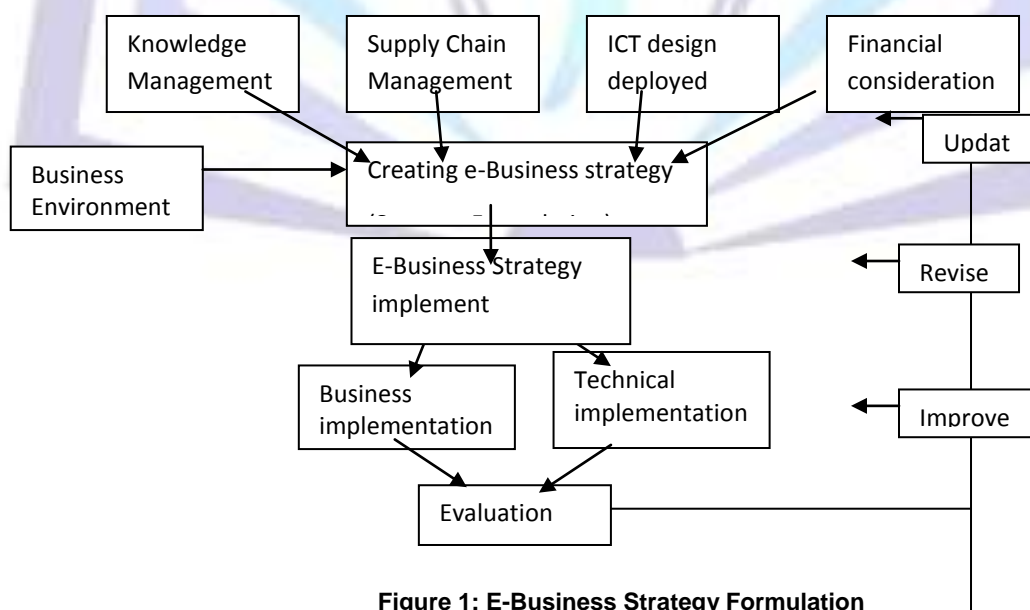 Knowledge
Management
Supply Chain
Management
ICT design
deployed
Financial
consideration
Updat
Business
Environment
Creating e-Business strategy
E-Business Strategy
implement
Revise
Business
implementation
Technical
implementation
Improve
Evaluation
Figure 1: E-Business Strategy Formulation